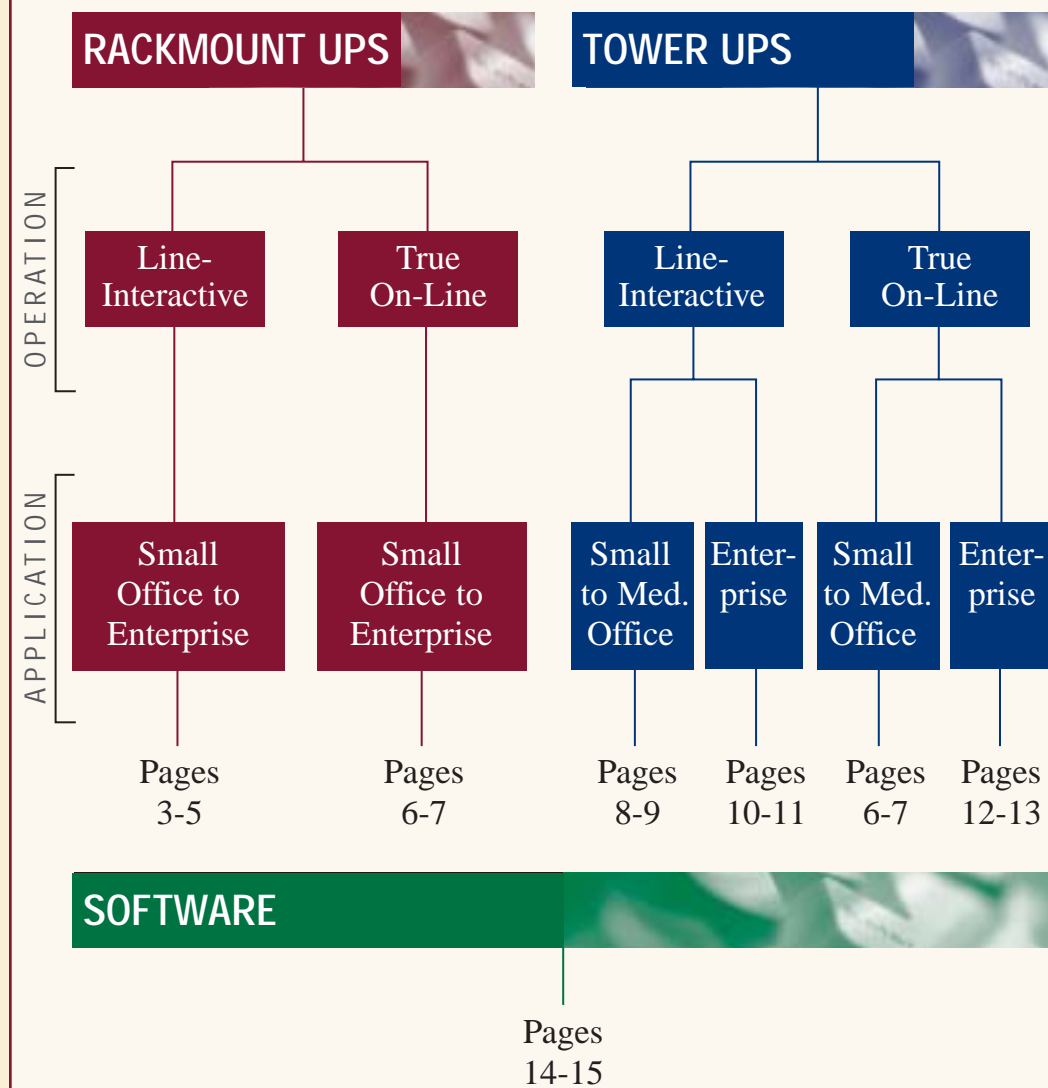 RACKMOUNT UPS
TOWER UPS
OPERATION
Line-
Interactive
True
On-Line
Line-
Interactive
True
On-Line
APPLICATION
Small
Office to
Enterprise
Small
Office to
Enterprise
Small
to Med.
Office
Enter-
prise
Small
to Med.
Office
Enter-
prise
Pages
3-5
Pages
6-7
Pages
8-9
Pages
10-11
Pages
6-7
Pages
12-13
SOFTWARE
Pages
14-15